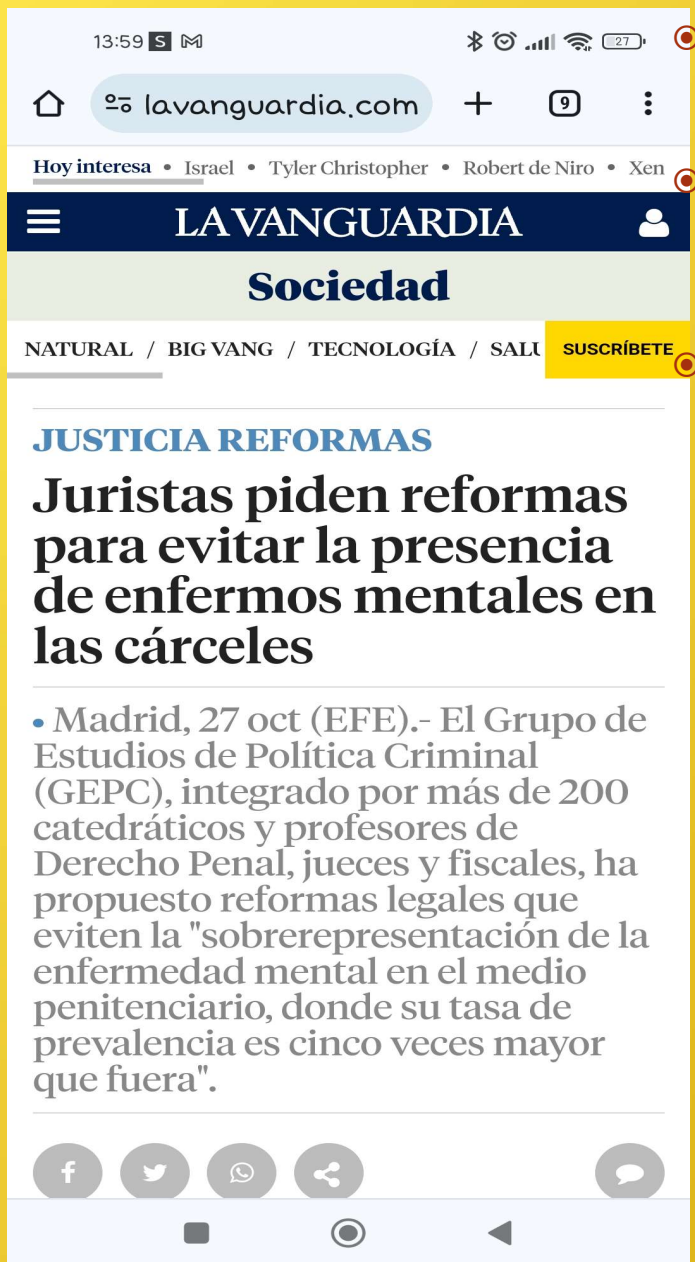 13:59 S M
27
lavanguardia.com
9
Hoy interesa • Israel • Tyler Christopher • Robert de Niro • Xen
LA VANGUARDIA
Sociedad
NATURAL / BIG VANG / TECNOLOGÍA / SALU
SUSCRÍBETE
JUSTICIA REFORMAS
Juristas piden reformas
para evitar la presencia
de enfermos mentales en
las cárceles
• Madrid, 27 oct (EFE).- El Grupo de
Estudios de Política Criminal
(GEPC), integrado por más de 200
catedráticos y profesores de
Derecho Penal, jueces y fiscales, ha
propuesto reformas legales que
eviten la "sobrerepresentación de la
enfermedad mental en el medio
penitenciario, donde su tasa de
prevalencia es cinco veces mayor
que fuera".